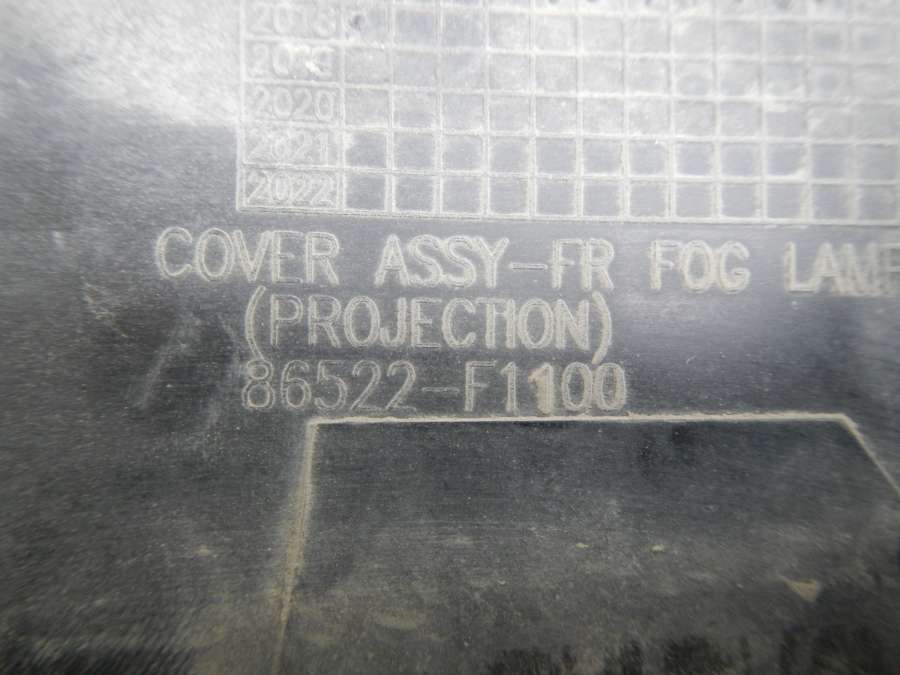 2018
2019
2020
2021
2022
COVER ASSY-FR FOG LAMP
(PROJECTION)
86522-F1100